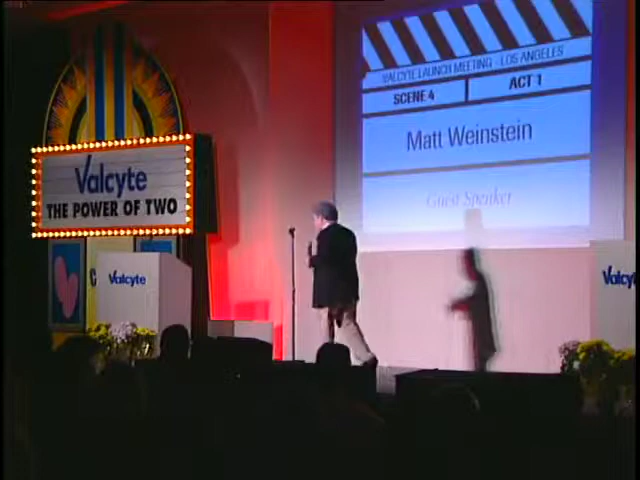 VALCYTE LAUNCH MEETING - LOS ANGELES
SCENE 4
ACT 1
Matt Weinstein
Guest Speaker
Valcyte
THE POWER OF TWO
Valcyte
Valcyte